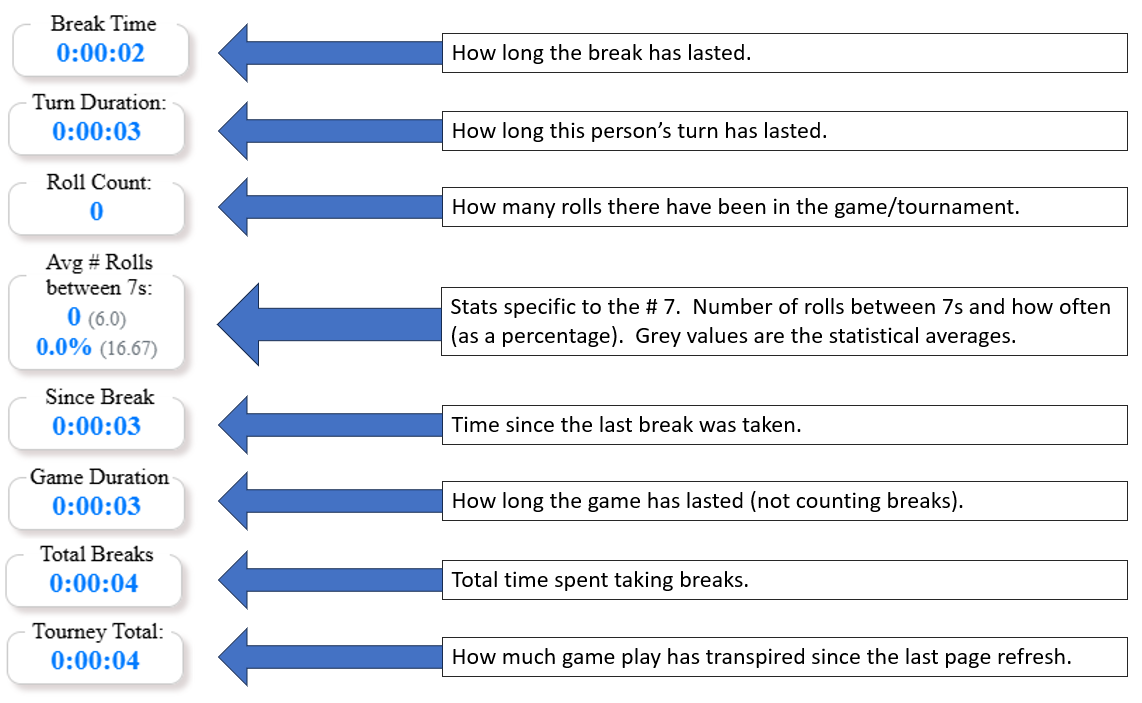 Break Time
0:00:02
How long the break has lasted.
Turn Duration:
0:00:03
How long this person’s turn has lasted.
Roll Count:
0
How many rolls there have been in the game/tournament.
Avg # Rolls
between 7s:
0 (6.0)
0.0% (16.67)
Stats specific to the # 7.  Number of rolls between 7s and how often
(as a percentage).  Grey values are the statistical averages.
Since Break
0:00:03
Time since the last break was taken.
Game Duration
0:00:03
How long the game has lasted (not counting breaks).
Total Breaks
0:00:04
Total time spent taking breaks.
Tourney Total:
0:00:04
How much game play has transpired since the last page refresh.